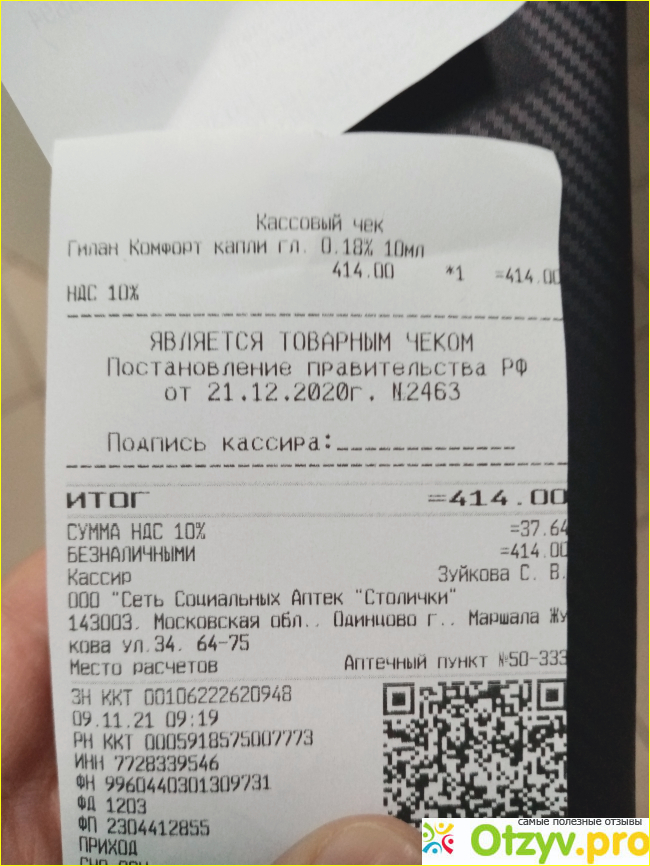 Кассовый чек
Гилан Комфорт капли гл. 0.18% 10мл
414.00 *1 =414.00
НДС 10%
ЯВЛЯЕТСЯ ТОВАРНЫМ ЧЕКОМ
Постановление правительства РФ
от 21.12.2020г. №2463
Подпись кассира:_____________
ИТОГ =414.00
СУММА НДС 10% =37.64
БЕЗНАЛИЧНЫМИ =414.00
Кассир Зуйкова С. В.
ООО "Сеть Социальных Аптек "Столички"
143003. Московская обл.. Одинцово г.. Маршала Жу
кова ул.34. 64-75
Место расчетов Аптечный пункт №50-333
ЗН ККТ 00106222620948
09.11.21 09:19
РН ККТ 0005918575007773
ИНН 7728339546
ФН 9960440301309731
ФД 1203
ФП 2304412855
ПРИХОД
самые полезные отзывы
Otzyv.pro